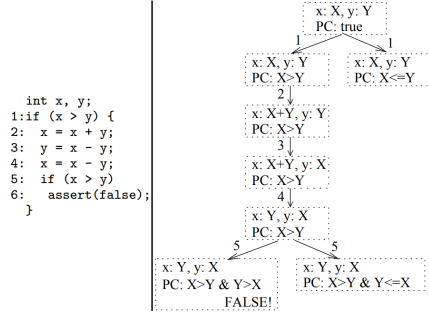 int x, y;
1:if (x > y) {
2:  x = x + y;
3:  y = x - y;
4:  x = x - y;
5:  if (x > y)
6:   assert(false);
}
x: X, y: Y
PC: true
1
1
x: X, y: Y
PC: X>Y
x: X, y: Y
PC: X<=Y
2
x: X+Y, y: Y
PC: X>Y
3
x: X+Y, y: X
PC: X>Y
4
x: Y, y: X
PC: X>Y
5
5
x: Y, y: X
PC: X>Y & Y>X
FALSE!
x: Y, y: X
PC: X>Y & Y<=X